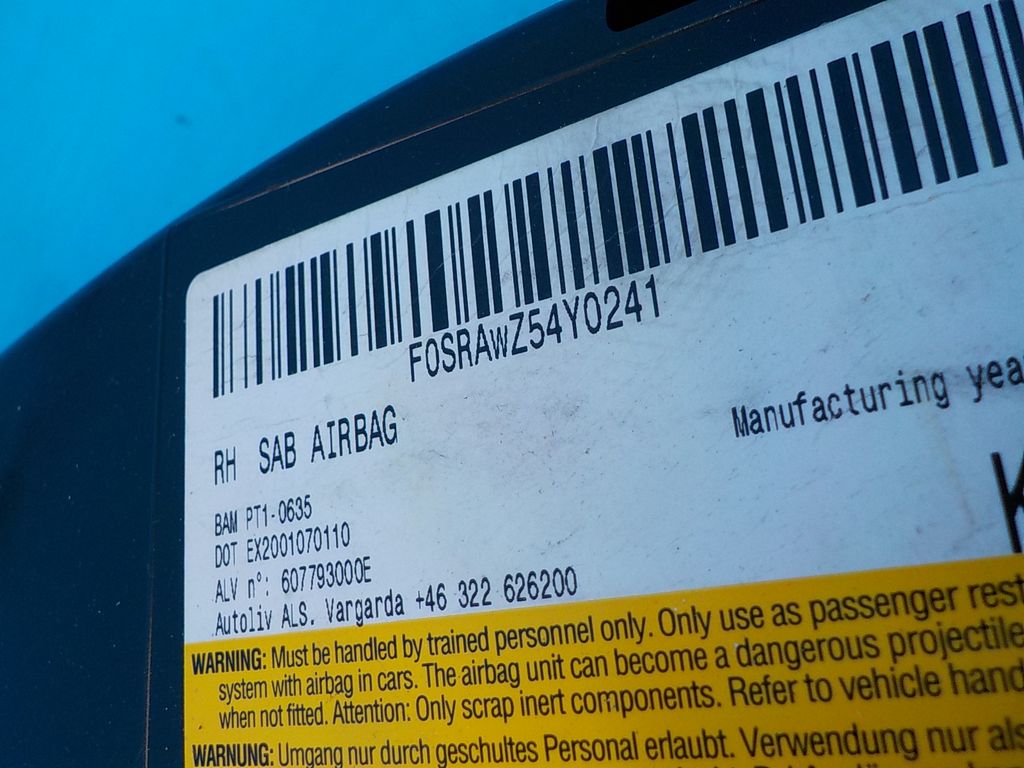 F0SRAwZ54Y0241
Manufacturing yea
RH SAB AIRBAG
K
BAM PT1-0635
DOT EX2001070110
ALV n°: 607793000E
Autoliv ALS. Vargarda +46 322 626200
WARNING: Must be handled by trained personnel only. Only use as passenger rest
system with airbag in cars. The airbag unit can become a dangerous projectile
when not fitted. Attention: Only scrap inert components. Refer to vehicle hand
WARNUNG: Umgang nur durch geschultes Personal erlaubt. Verwendung nur als